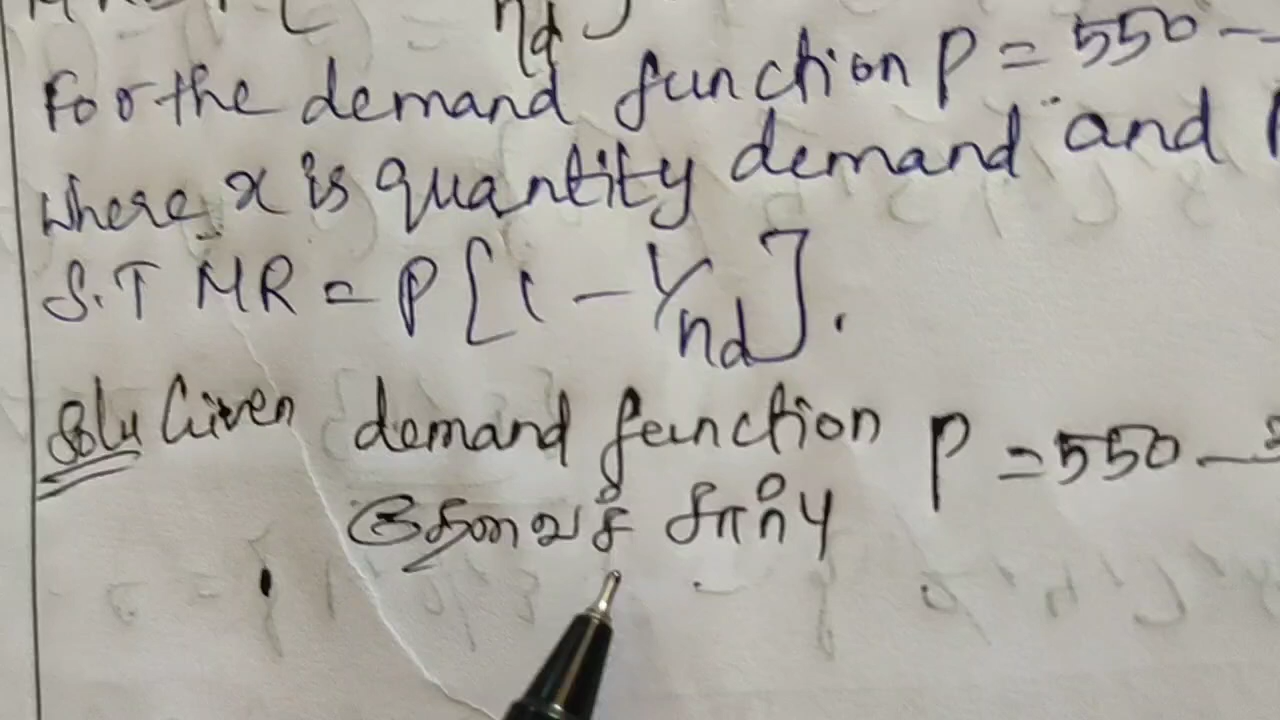 ηd
For the demand function p = 550 -
where x is quantity demand and
S.T MR = P[1 - 1/ηd].
Solu Given demand function p = 550 -
தேவைச் சார்பு